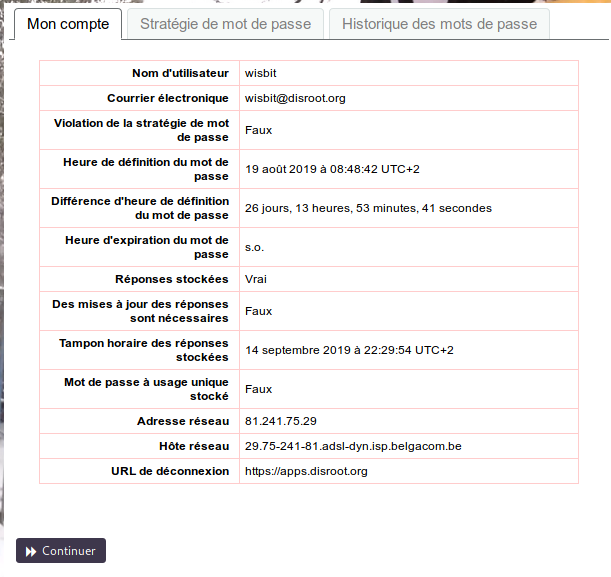 Mon compte Stratégie de mot de passe Historique des mots de passe
Nom d'utilisateur wisbit
Courrier électronique wisbit@disroot.org
Violation de la stratégie de mot
de passe Faux
Heure de définition du mot de
passe 19 août 2019 à 08:48:42 UTC+2
Différence d'heure de définition
du mot de passe 26 jours, 13 heures, 53 minutes, 41 secondes
Heure d'expiration du mot de
passe s.o.
Réponses stockées Vrai
Des mises à jour des réponses
sont nécessaires Faux
Tampon horaire des réponses
stockées 14 septembre 2019 à 22:29:54 UTC+2
Mot de passe à usage unique
stocké Faux
Adresse réseau 81.241.75.29
Hôte réseau 29.75-241-81.adsl-dyn.isp.belgacom.be
URL de déconnexion https://apps.disroot.org
Continuer